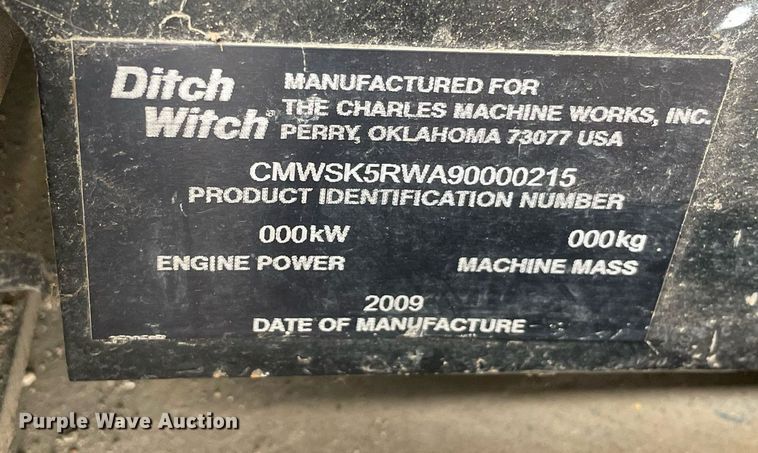 Ditch Witch
MANUFACTURED FOR
THE CHARLES MACHINE WORKS, INC.
PERRY, OKLAHOMA 73077 USA
CMWSK5RWA90000215
PRODUCT IDENTIFICATION NUMBER
000kW
000kg
ENGINE POWER
MACHINE MASS
2009
DATE OF MANUFACTURE
Purple Wave Auction